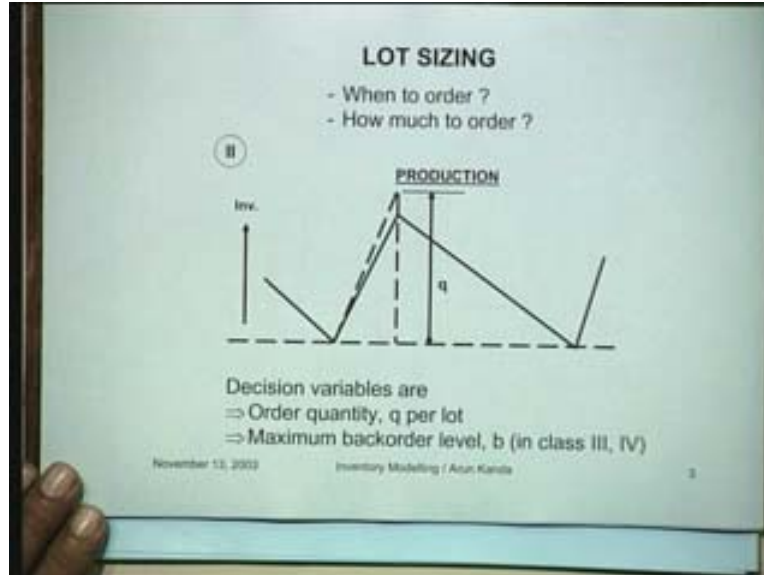 LOT SIZING
- When to order ?
- How much to order ?
II
PRODUCTION
Inv.
q
Decision variables are
⇒ Order quantity, q per lot
⇒ Maximum backorder level, b (in class III, IV)
November 13, 2003 Inventory Modelling / Arun Kanda 3